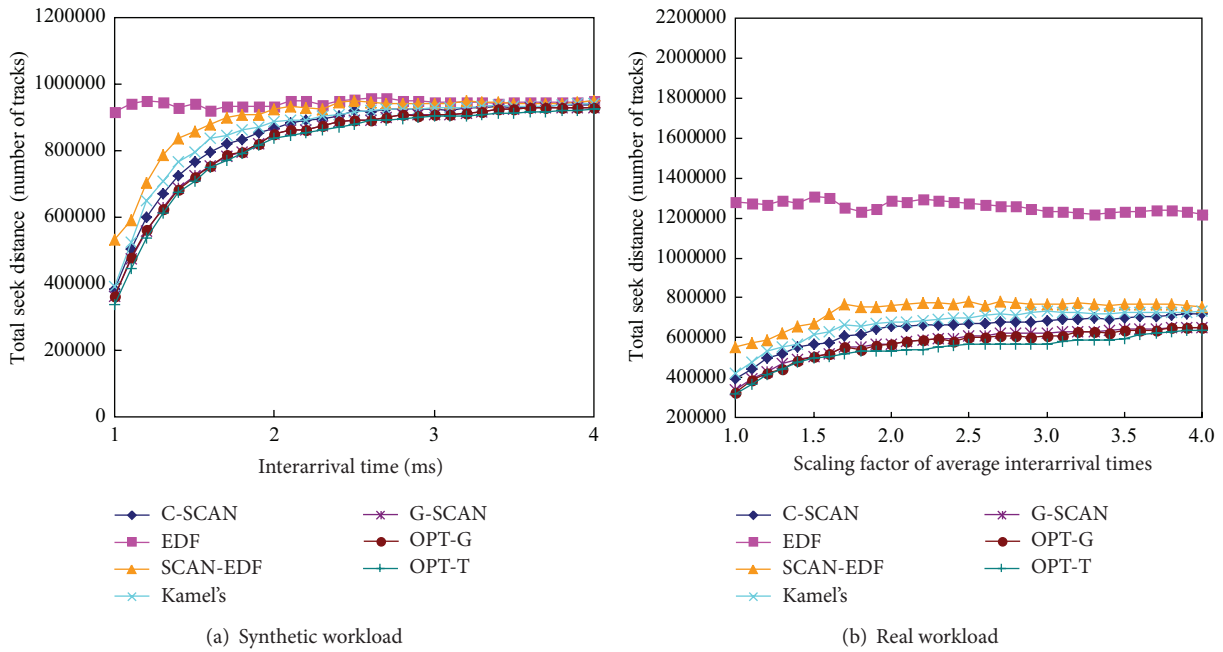 Total seek distance (number of tracks)
1200000
1000000
800000
600000
400000
200000
0
1
2
3
4
Interarrival time (ms)
C-SCAN
EDF
SCAN-EDF
Kamel's
G-SCAN
OPT-G
OPT-T
(a) Synthetic workload
Total seek distance (number of tracks)
2200000
2000000
1800000
1600000
1400000
1200000
1000000
800000
600000
400000
200000
1.0
1.5
2.0
2.5
3.0
3.5
4.0
Scaling factor of average interarrival times
C-SCAN
EDF
SCAN-EDF
Kamel's
G-SCAN
OPT-G
OPT-T
(b) Real workload